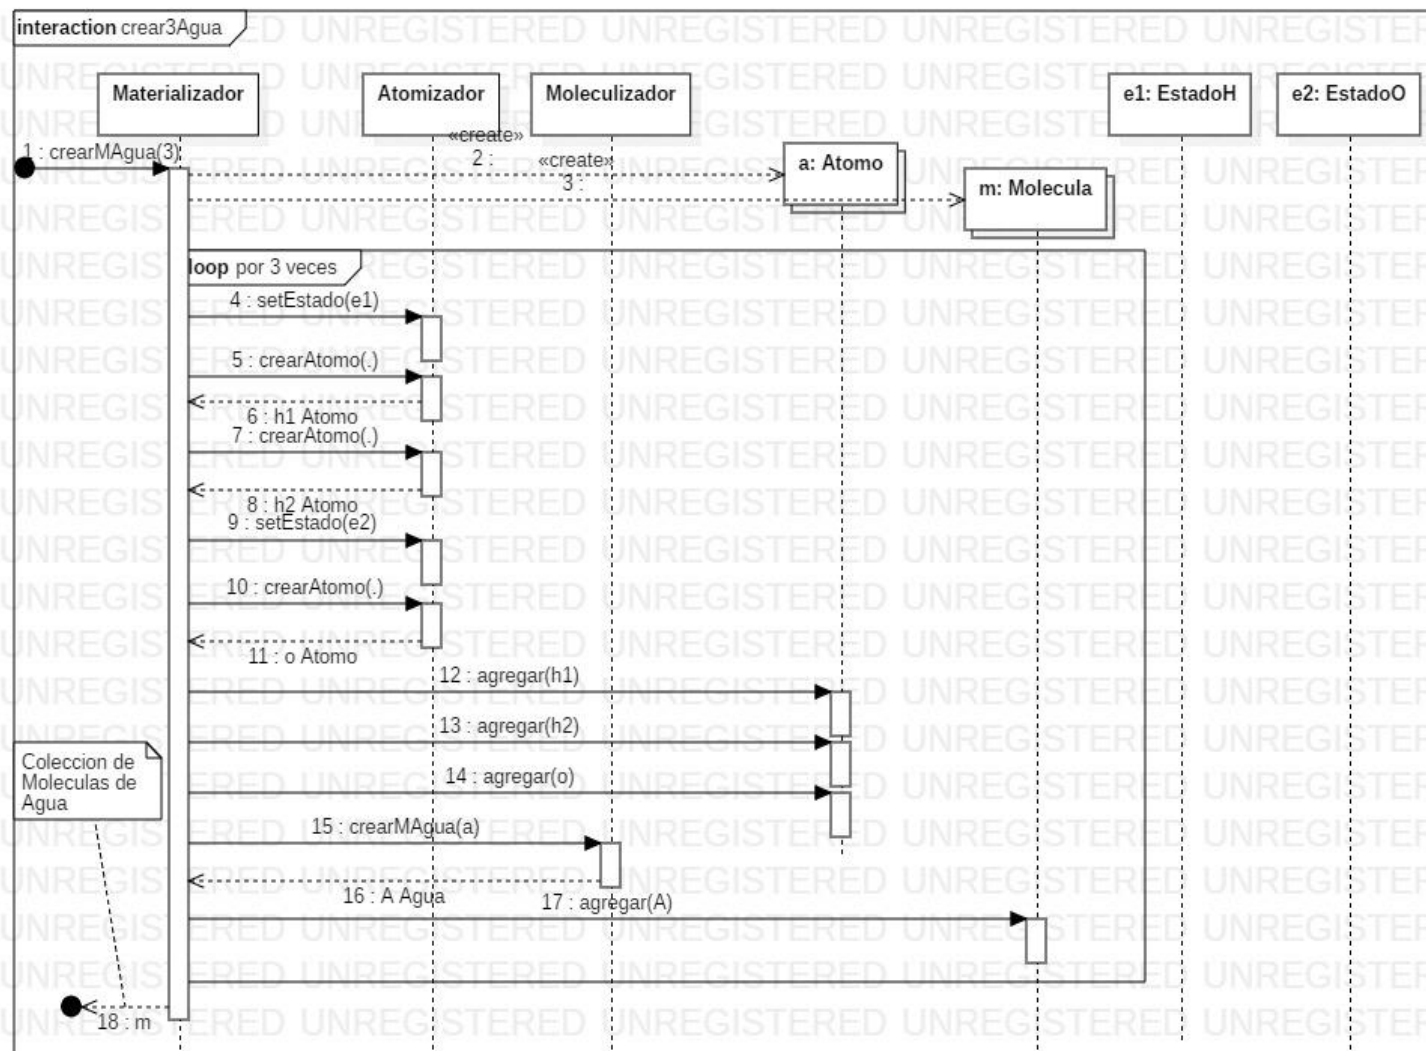 interaction crear3Agua
Materializador
Atomizador
Moleculizador
e1: EstadoH
e2: EstadoO
1 : crearMAgua(3)
«create»
2 :
«create»
3 :
a: Atomo
m: Molecula
loop por 3 veces
4 : setEstado(e1)
5 : crearAtomo(.)
6 : h1 Atomo
7 : crearAtomo(.)
8 : h2 Atomo
9 : setEstado(e2)
10 : crearAtomo(.)
11 : o Atomo
12 : agregar(h1)
13 : agregar(h2)
Coleccion de
Moleculas de
Agua
14 : agregar(o)
15 : crearMAgua(a)
16 : A Agua
17 : agregar(A)
18 : m
UNREGISTERED